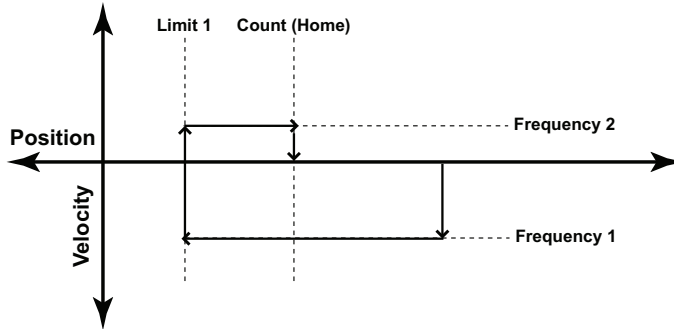 Limit 1
Count (Home)
Frequency 2
Position
Velocity
Frequency 1